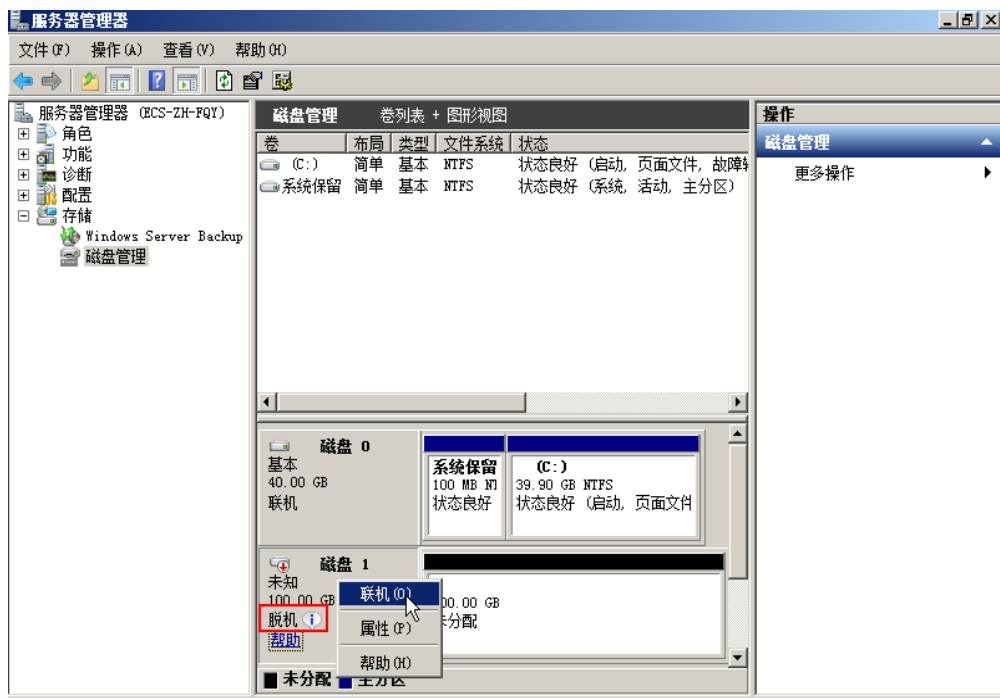 服务器管理器
文件(F) 操作(A) 查看(V) 帮助(H)
服务器管理器 (ECS-ZH-FQY)
角色
功能
诊断
配置
存储
Windows Server Backup
磁盘管理
磁盘管理 卷列表 + 图形视图
卷 布局 类型 文件系统 状态
(C:) 简单 基本 NTFS 状态良好 (启动, 页面文件, 故障
系统保留 简单 基本 NTFS 状态良好 (系统, 活动, 主分区)
操作
磁盘管理
更多操作
磁盘 0
基本
40.00 GB
联机
系统保留
100 MB NT
状态良好
(C:)
39.90 GB NTFS
状态良好 (启动, 页面文件
磁盘 1
未知
100.00 GB
脱机
帮助
00.00 GB
未分配
联机(O)
属性(P)
帮助(H)
未分配 主分区